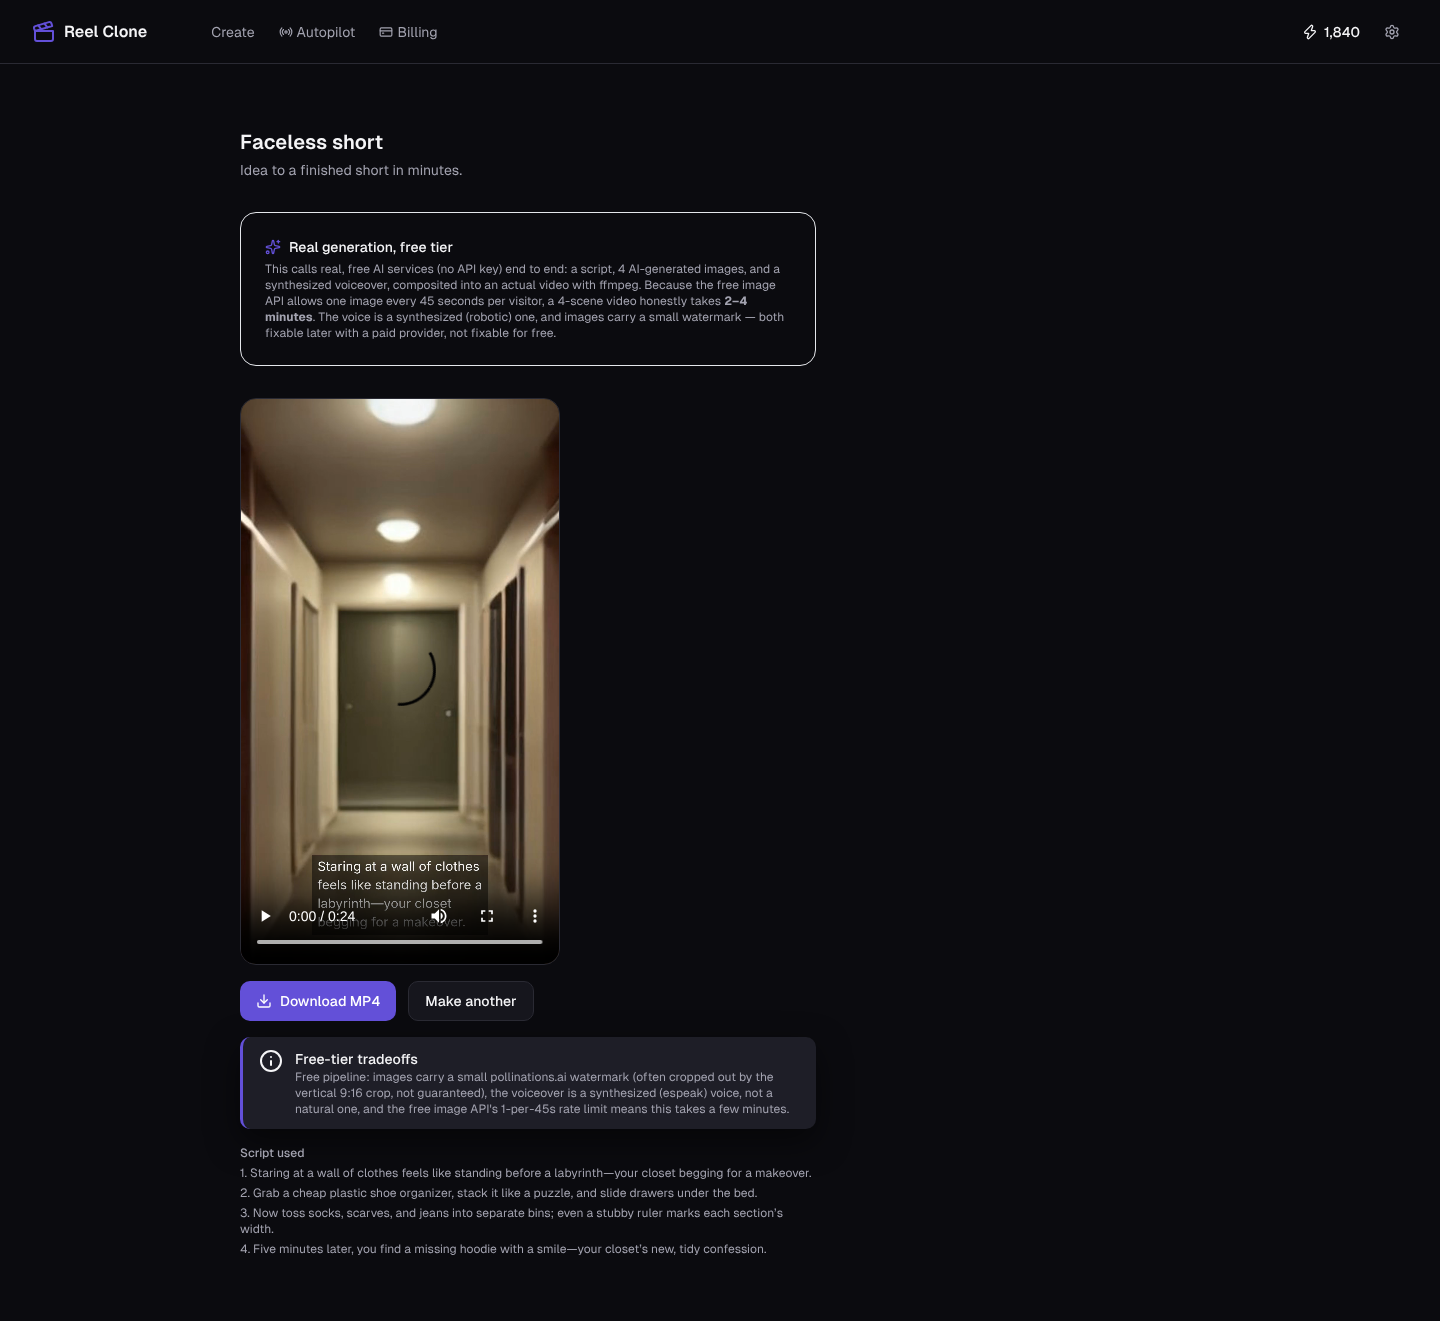 Reel Clone
Create
Autopilot
Billing
1,840
Faceless short
Idea to a finished short in minutes.
Real generation, free tier
This calls real, free AI services (no API key) end to end: a script, 4 AI-generated images, and a
synthesized voiceover, composited into an actual video with ffmpeg. Because the free image
API allows one image every 45 seconds per visitor, a 4-scene video honestly takes 2–4
minutes. The voice is a synthesized (robotic) one, and images carry a small watermark — both
fixable later with a paid provider, not fixable for free.
Staring at a wall of clothes
feels like standing before a
labyrinth—your closet
begging for a makeover.
0:00 / 0:24
Download MP4
Make another
Free-tier tradeoffs
Free pipeline: images carry a small pollinations.ai watermark (often cropped out by the
vertical 9:16 crop, not guaranteed), the voiceover is a synthesized (espeak) voice, not a
natural one, and the free image API's 1-per-45s rate limit means this takes a few minutes.
Script used
1. Staring at a wall of clothes feels like standing before a labyrinth—your closet begging for a makeover.
2. Grab a cheap plastic shoe organizer, stack it like a puzzle, and slide drawers under the bed.
3. Now toss socks, scarves, and jeans into separate bins; even a stubby ruler marks each section's
width.
4. Five minutes later, you find a missing hoodie with a smile—your closet's new, tidy confession.